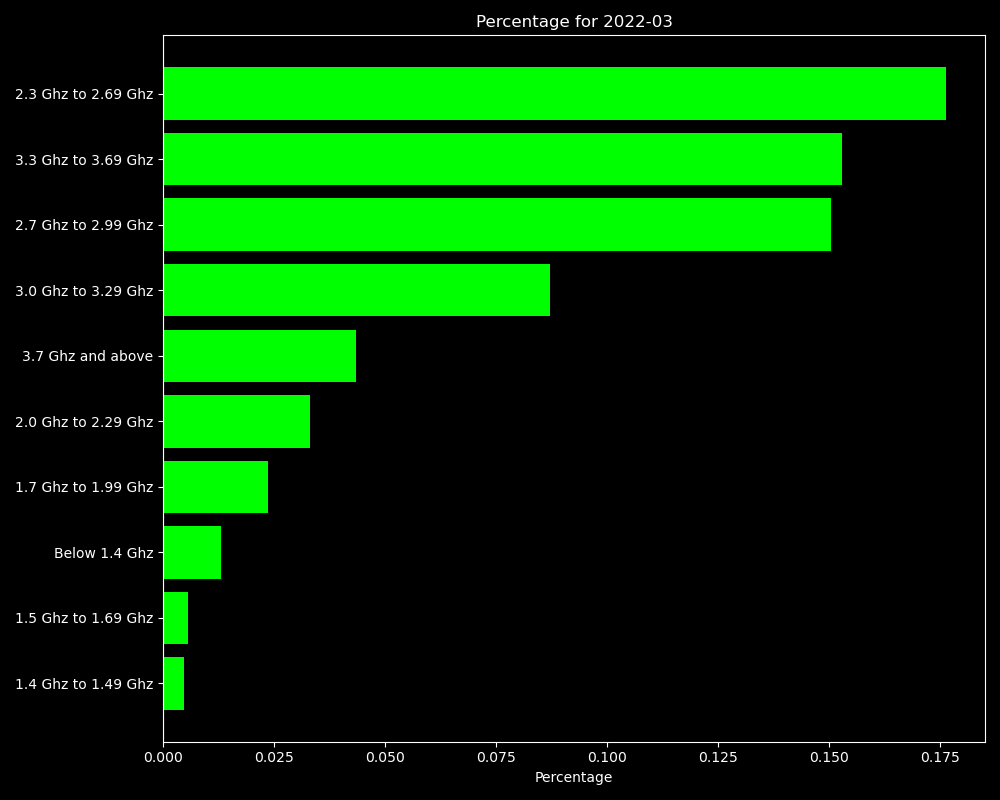 Percentage for 2022-03
2.3 Ghz to 2.69 Ghz
3.3 Ghz to 3.69 Ghz
2.7 Ghz to 2.99 Ghz
3.0 Ghz to 3.29 Ghz
3.7 Ghz and above
2.0 Ghz to 2.29 Ghz
1.7 Ghz to 1.99 Ghz
Below 1.4 Ghz
1.5 Ghz to 1.69 Ghz
1.4 Ghz to 1.49 Ghz
0.000 0.025 0.050 0.075 0.100 0.125 0.150 0.175
Percentage